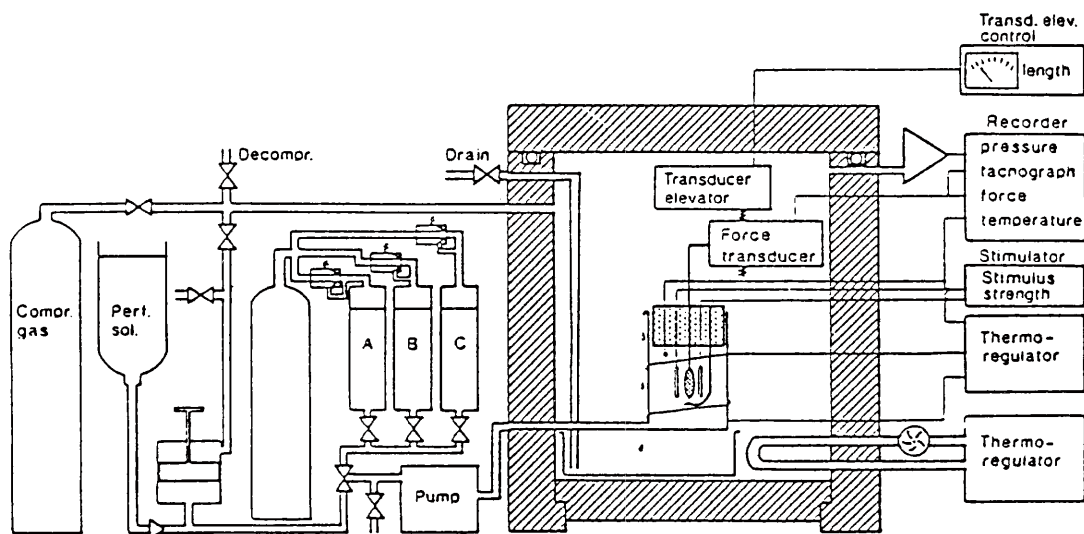 Transd. elev.
control
length
Recorder
pressure
tacnograph
force
temperature
Stimulator
Stimulus
strength
Thermo-
regulator
Thermo-
regulator
Decompr.
Drain
Transducer
elevator
Force
transducer
Compr.
gas
Perf.
sol.
A
B
C
Pump